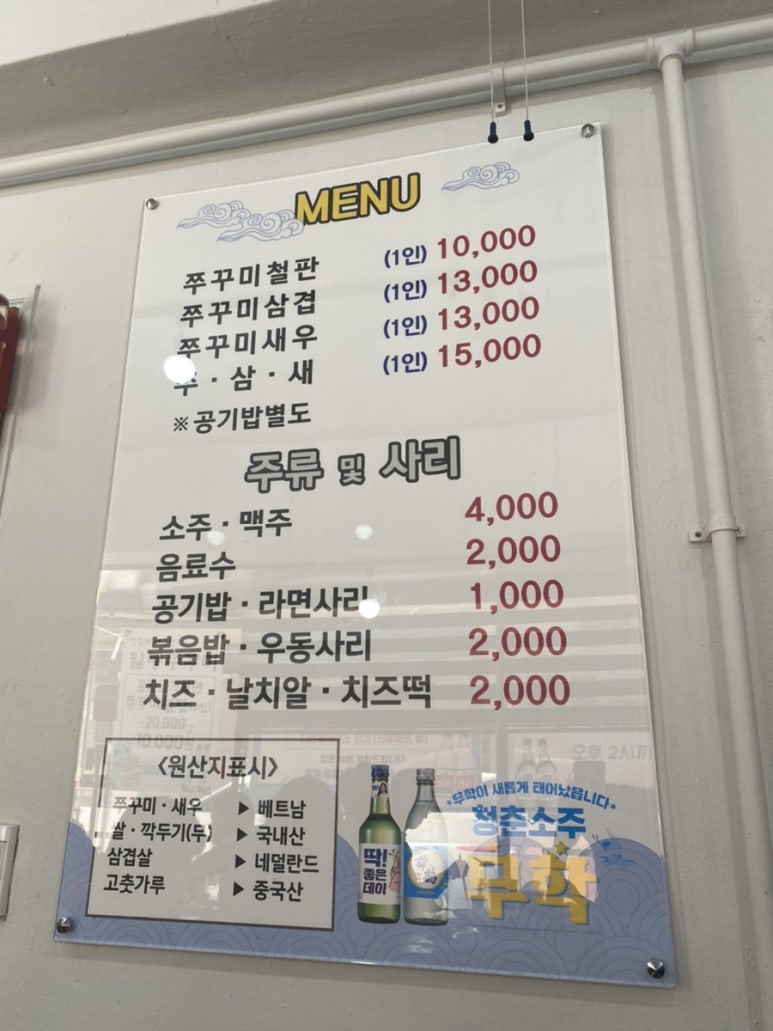 MENU
쭈꾸미철판 (1인) 10,000
쭈꾸미삼겹 (1인) 13,000
쭈꾸미새우 (1인) 13,000
쭈·삼·새 (1인) 15,000
※공기밥별도
주류 및 사리
소주·맥주 4,000
음료수 2,000
공기밥·라면사리 1,000
볶음밥·우동사리 2,000
치즈·날치알·치즈떡 2,000
<원산지표시>
쭈꾸미·새우 ▶ 베트남
쌀·깍두기(두) ▶ 국내산
삼겹살 ▶ 네덜란드
고춧가루 ▶ 중국산
딱!
좋은
데이
무학이 새롭게 태어났읍니다
청춘소주
무학
오후 2시